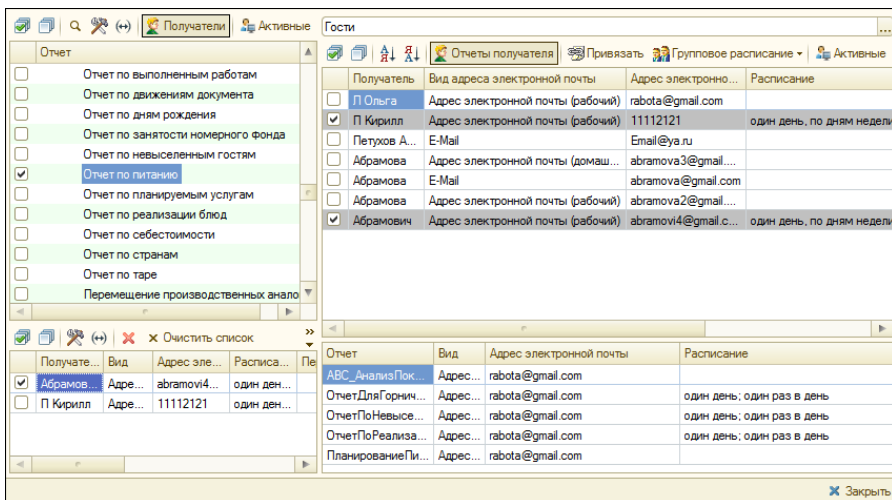 Получатели Активные Гости ...
Отчет
Отчет по выполненным работам
Отчет по движениям документа
Отчет по дням рождения
Отчет по занятости номерного фонда
Отчет по невыселенным гостям
Отчет по питанию
Отчет по планируемым услугам
Отчет по реализации блюд
Отчет по себестоимости
Отчет по странам
Отчет по таре
Перемещение производственных анало
Отчеты получателя Привязать Групповое расписание Активные
Получатель Вид адреса электронной почты Адрес электронно... Расписание
П Ольга Адрес электронной почты (рабочий) rabota@gmail.com
П Кирилл Адрес электронной почты (рабочий) 11112121 один день, по дням недели
Петухов А... E-Mail Email@ya.ru
Абрамова Адрес электронной почты (домаш... abramova3@gmail....
Абрамова E-Mail abramova@gmail.com
Абрамова Адрес электронной почты (рабочий) abramova2@gmail....
Абрамович Адрес электронной почты (рабочий) abramovi4@gmail.c... один день, по дням недели
Очистить список
Получате... Вид Адрес эле... Расписа... Пе
Абрамов... Адре... abramovi4... один ден...
П Кирилл Адре... 11112121 один ден...
Отчет Вид Адрес электронной почты Расписание
ABC_АнализПок... Адрес... rabota@gmail.com
ОтчетДляГорнич... Адрес... rabota@gmail.com один день; один раз в день
ОтчетПоНевысе... Адрес... rabota@gmail.com один день; один раз в день
ОтчетПоРеализа... Адрес... rabota@gmail.com один день; один раз в день
ПланированиеПи... Адрес... rabota@gmail.com
Закрыть